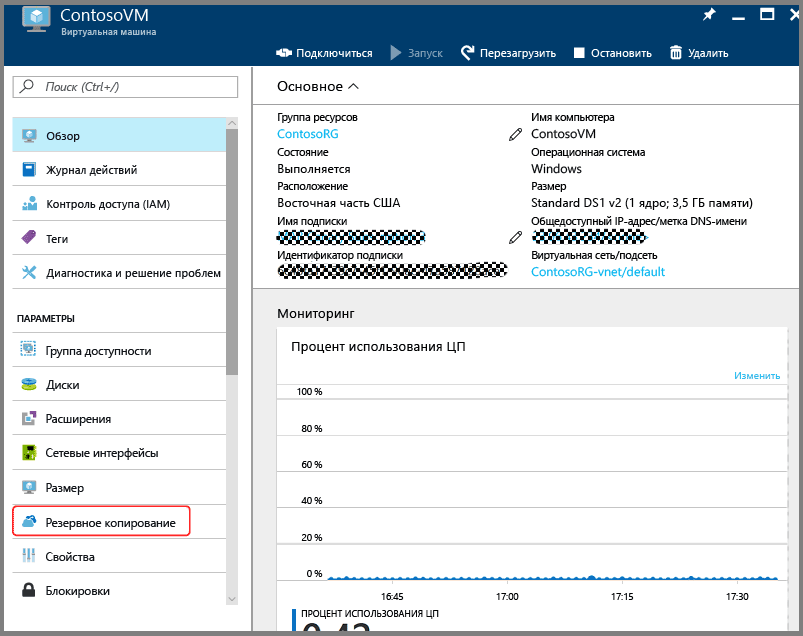 ContosoVM
Виртуальная машина
Подключиться Запуск Перезагрузить Остановить Удалить
Поиск (Ctrl+/)
Обзор
Журнал действий
Контроль доступа (IAM)
Теги
Диагностика и решение проблем
ПАРАМЕТРЫ
Группа доступности
Диски
Расширения
Сетевые интерфейсы
Размер
Резервное копирование
Свойства
Блокировки
Основное
Группа ресурсов
ContosoRG
Состояние
Выполняется
Расположение
Восточная часть США
Имя подписки
Идентификатор подписки
Имя компьютера
ContosoVM
Операционная система
Windows
Размер
Standard DS1 v2 (1 ядро; 3,5 ГБ памяти)
Общедоступный IP-адрес/метка DNS-имени
Виртуальная сеть/подсеть
ContosoRG-vnet/default
Мониторинг
Процент использования ЦП
Изменить
100 %
80 %
60 %
40 %
20 %
0 %
16:45 17:00 17:15 17:30
ПРОЦЕНТ ИСПОЛЬЗОВАНИЯ ЦП